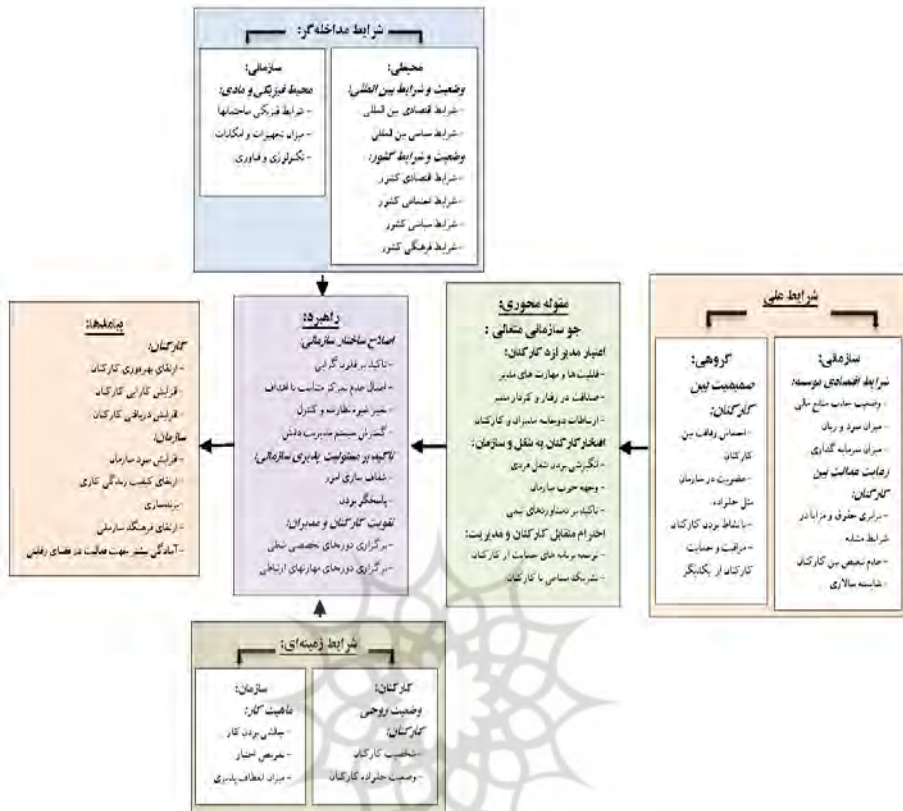 شرایط مداخله‌گر:
محیطی:
وضعیت و شرایط بین المللی:
- شرایط اقتصادی بین المللی
- شرایط سیاسی بین المللی
وضعیت و شرایط کشور:
- شرایط اقتصادی کشور
- شرایط اجتماعی کشور
- شرایط سیاسی کشور
- شرایط فرهنگی کشور
سازمانی:
محیط فیزیکی و مادی:
- شرایط فیزیکی ساختمانها
- میزان تجهیزات و امکانات
- تکنولوژی و فناوری
شرایط علی
سازمانی:
شرایط اقتصادی موسسه:
- وضعیت جذب منابع مالی
- میزان سود و زیان
- میزان سرمایه گذاری
رعایت عدالت بین
کارکنان:
- برابری حقوق و مزایا در
شرایط مشابه
- عدم تبعیض بین کارکنان
- شایسته سالاری
گروهی:
صمیمیت بین
کارکنان:
- احساس رفاقت بین
کارکنان
- عضویت در سازمان
مثل خانواده
- بانشاط بودن کارکنان
- مراقبت و حمایت
کارکنان از یکدیگر
مقوله محوری:
جو سازمانی متعالی:
اعتبار مدیر نزد کارکنان:
- قابلیت‌ها و مهارت های مدیر
- صداقت در رفتار و کردار مدیر
- ارتباطات دوجانبه مدیران و کارکنان
افتخار کارکنان به شغل و سازمان:
- انگیزشی بودن شغل فردی
- وجهه خوب سازمان
- تاکید بر دستاوردهای تیمی
احترام متقابل کارکنان و مدیریت:
- توسعه برنامه های حمایت از کارکنان
- تشریک مساعی با کارکنان
راهبرد:
اصلاح ساختار سازمانی:
- تاکید بر قانون گرایی
- اعمال عدم تمرکز متناسب با اهداف
- تغییر شیوه نظارت و کنترل
- گسترش سیستم مدیریت دانش
تاکید بر مسئولیت پذیری سازمانی:
- شفاف سازی امور
- پاسخگو بودن
تقویت کارکنان و مدیران:
- برگزاری دوره‌های تخصصی شغلی
- برگزاری دوره‌های مهارتهای ارتباطی
پیامدها:
کارکنان:
- ارتقای بهره‌وری کارکنان
- افزایش کارایی کارکنان
- افزایش دریافتی کارکنان
سازمان:
- افزایش سود سازمان
- ارتقای کیفیت زندگی کاری
- برندسازی
- ارتقای فرهنگ سازمانی
- آمادگی بیشتر جهت فعالیت در فضای رقابتی
شرایط زمینه‌ای:
کارکنان:
وضعیت روحی
کارکنان:
- شخصیت کارکنان
- وضعیت خانواده کارکنان
سازمان:
ماهیت کار:
- چالشی بودن کار
- تفویض اختیار
- میزان انعطاف پذیری